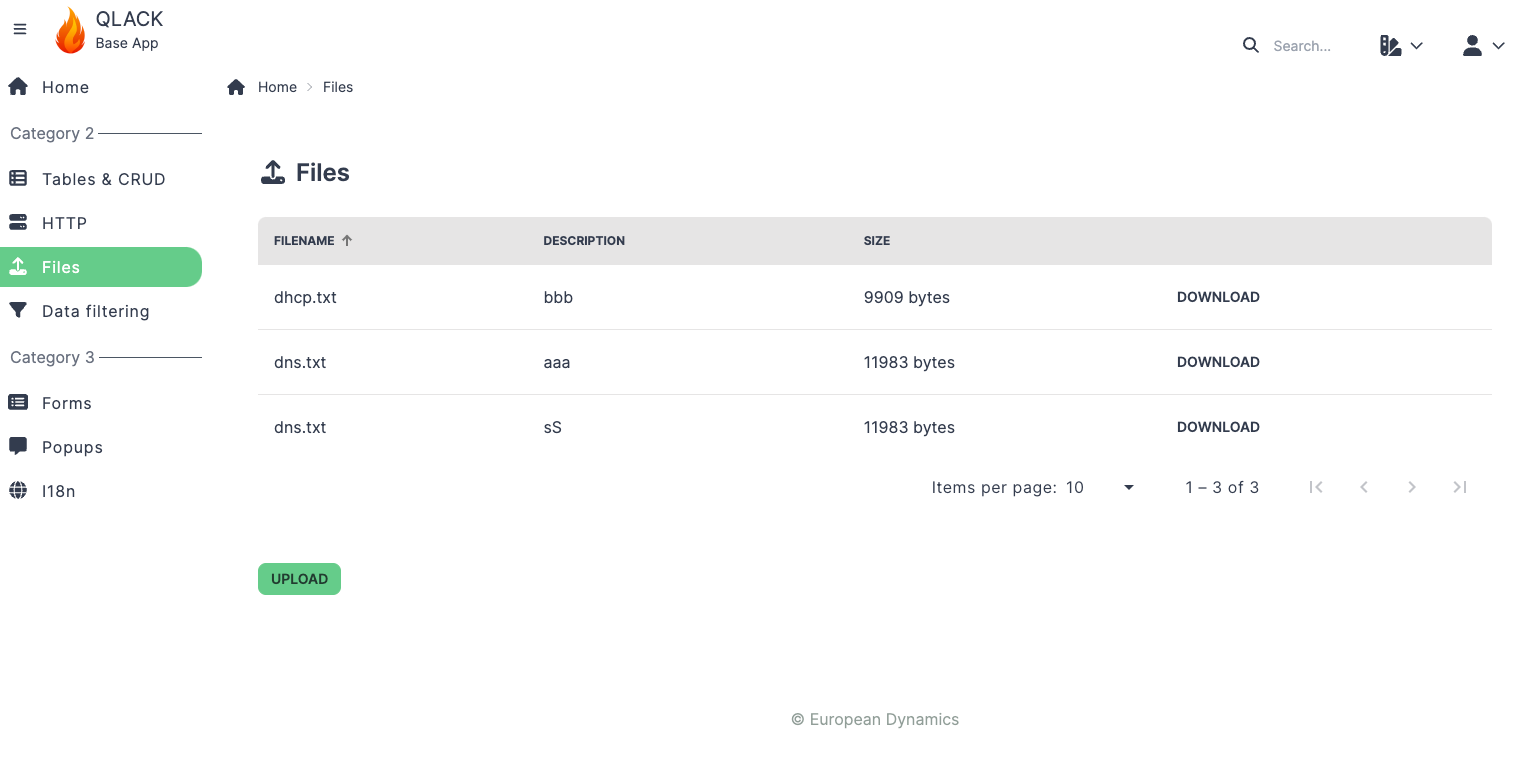 QLACK
Base App
Search...
Home
Category 2
Tables & CRUD
HTTP
Files
Data filtering
Category 3
Forms
Popups
I18n
Home Files
Files
FILENAME DESCRIPTION SIZE
dhcp.txt bbb 9909 bytes DOWNLOAD
dns.txt aaa 11983 bytes DOWNLOAD
dns.txt sS 11983 bytes DOWNLOAD
Items per page: 10 1 – 3 of 3
UPLOAD
© European Dynamics